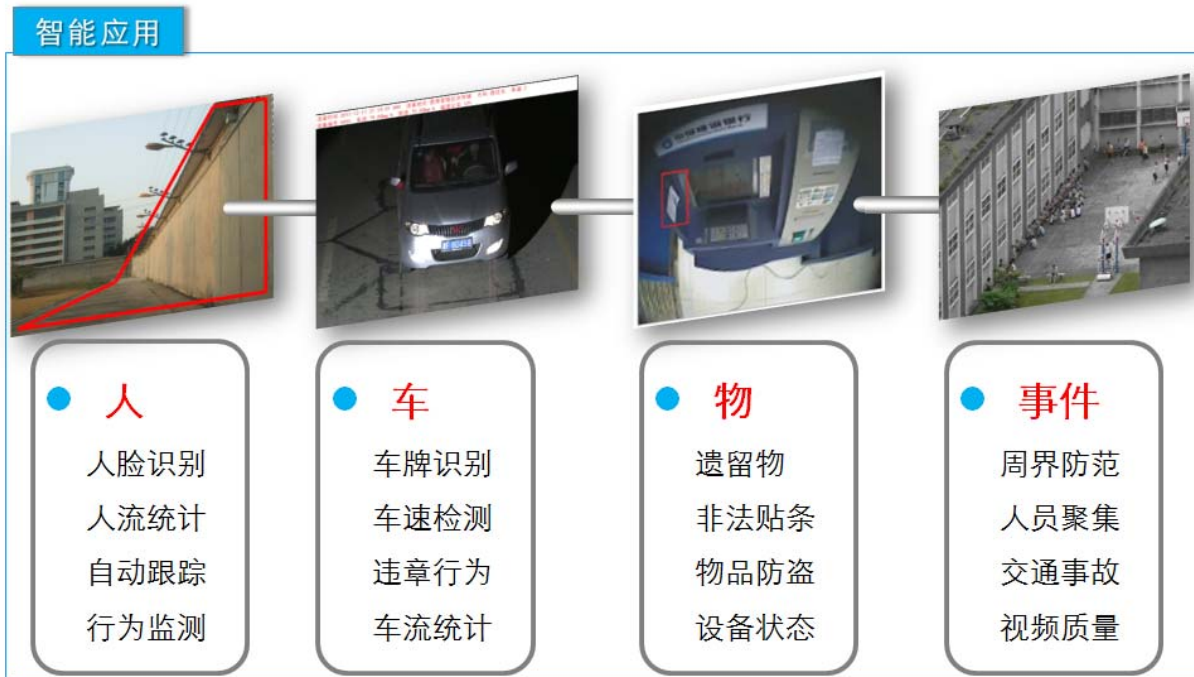 智能应用
人
人脸识别
人流统计
自动跟踪
行为监测
车
车牌识别
车速检测
违章行为
车流统计
物
遗留物
非法贴条
物品防盗
设备状态
事件
周界防范
人员聚集
交通事故
视频质量